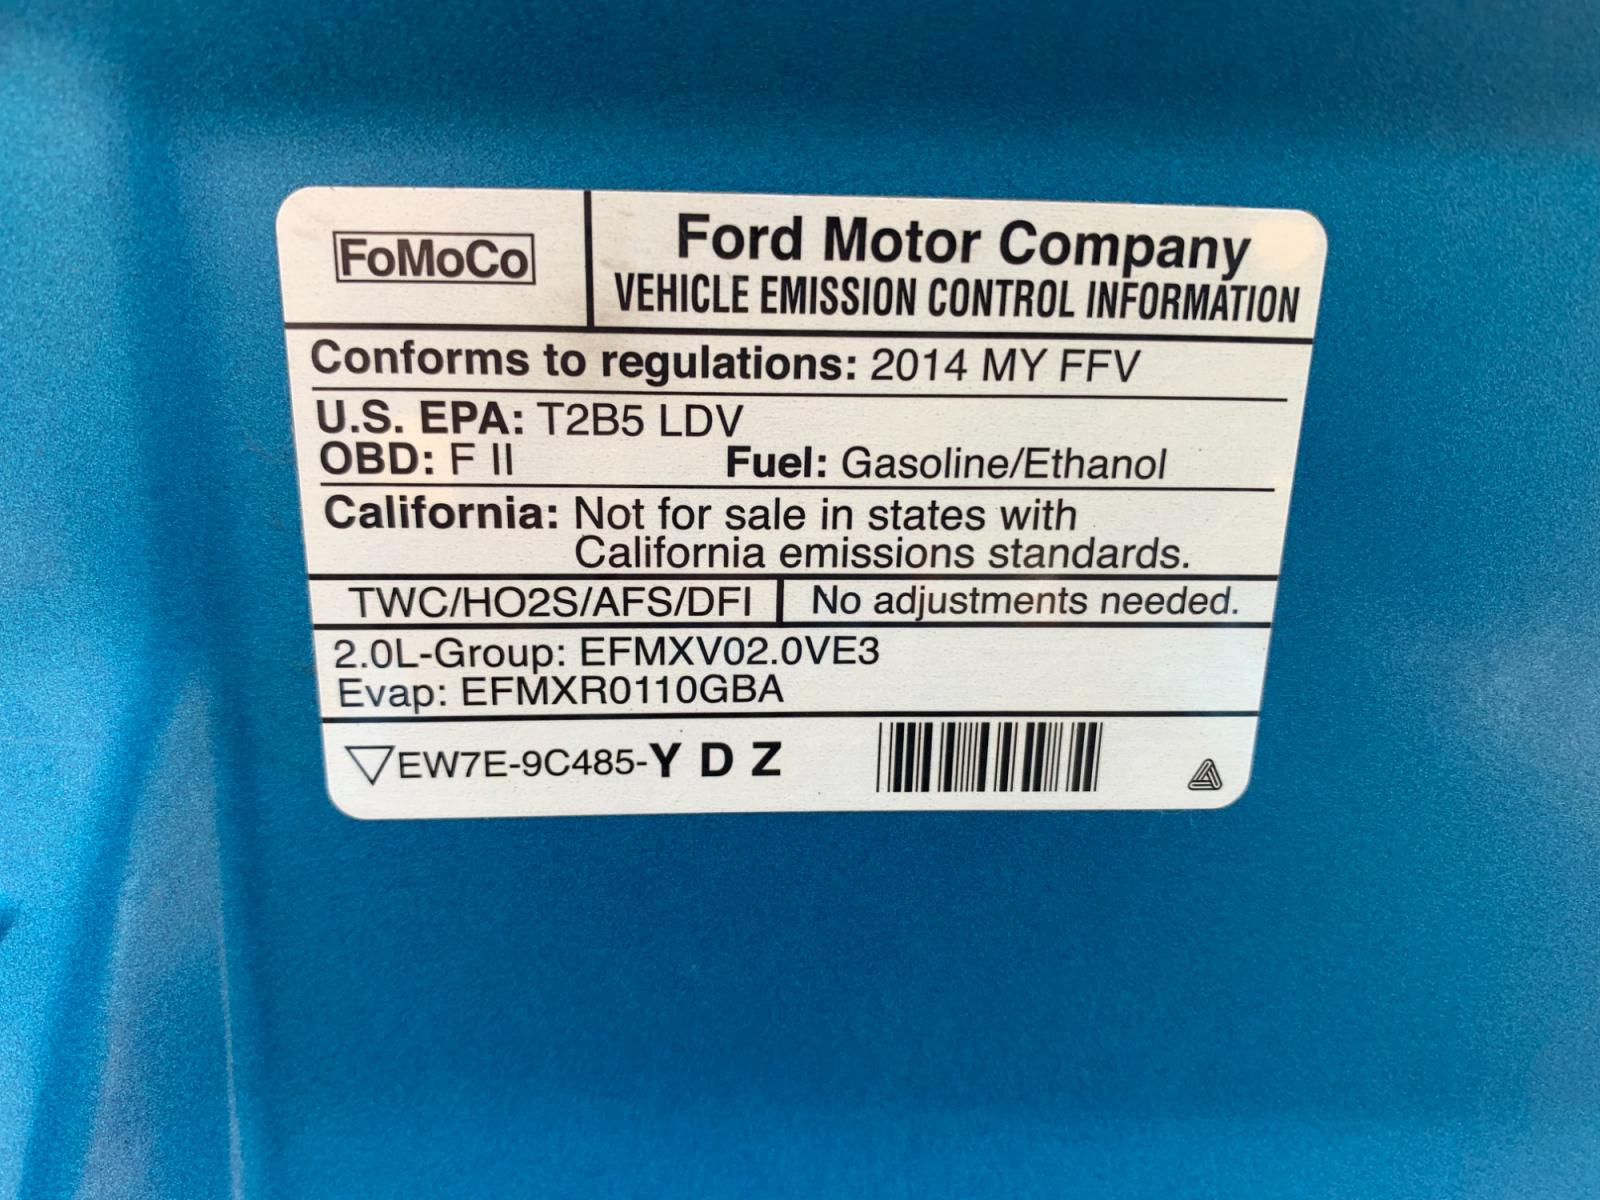 FoMoCo
Ford Motor Company
VEHICLE EMISSION CONTROL INFORMATION
Conforms to regulations: 2014 MY FFV
U.S. EPA: T2B5 LDV
OBD: F II Fuel: Gasoline/Ethanol
California: Not for sale in states with
California emissions standards.
TWC/HO2S/AFS/DFI No adjustments needed.
2.0L-Group: EFMXV02.0VE3
Evap: EFMXR0110GBA
EW7E-9C485-Y D Z